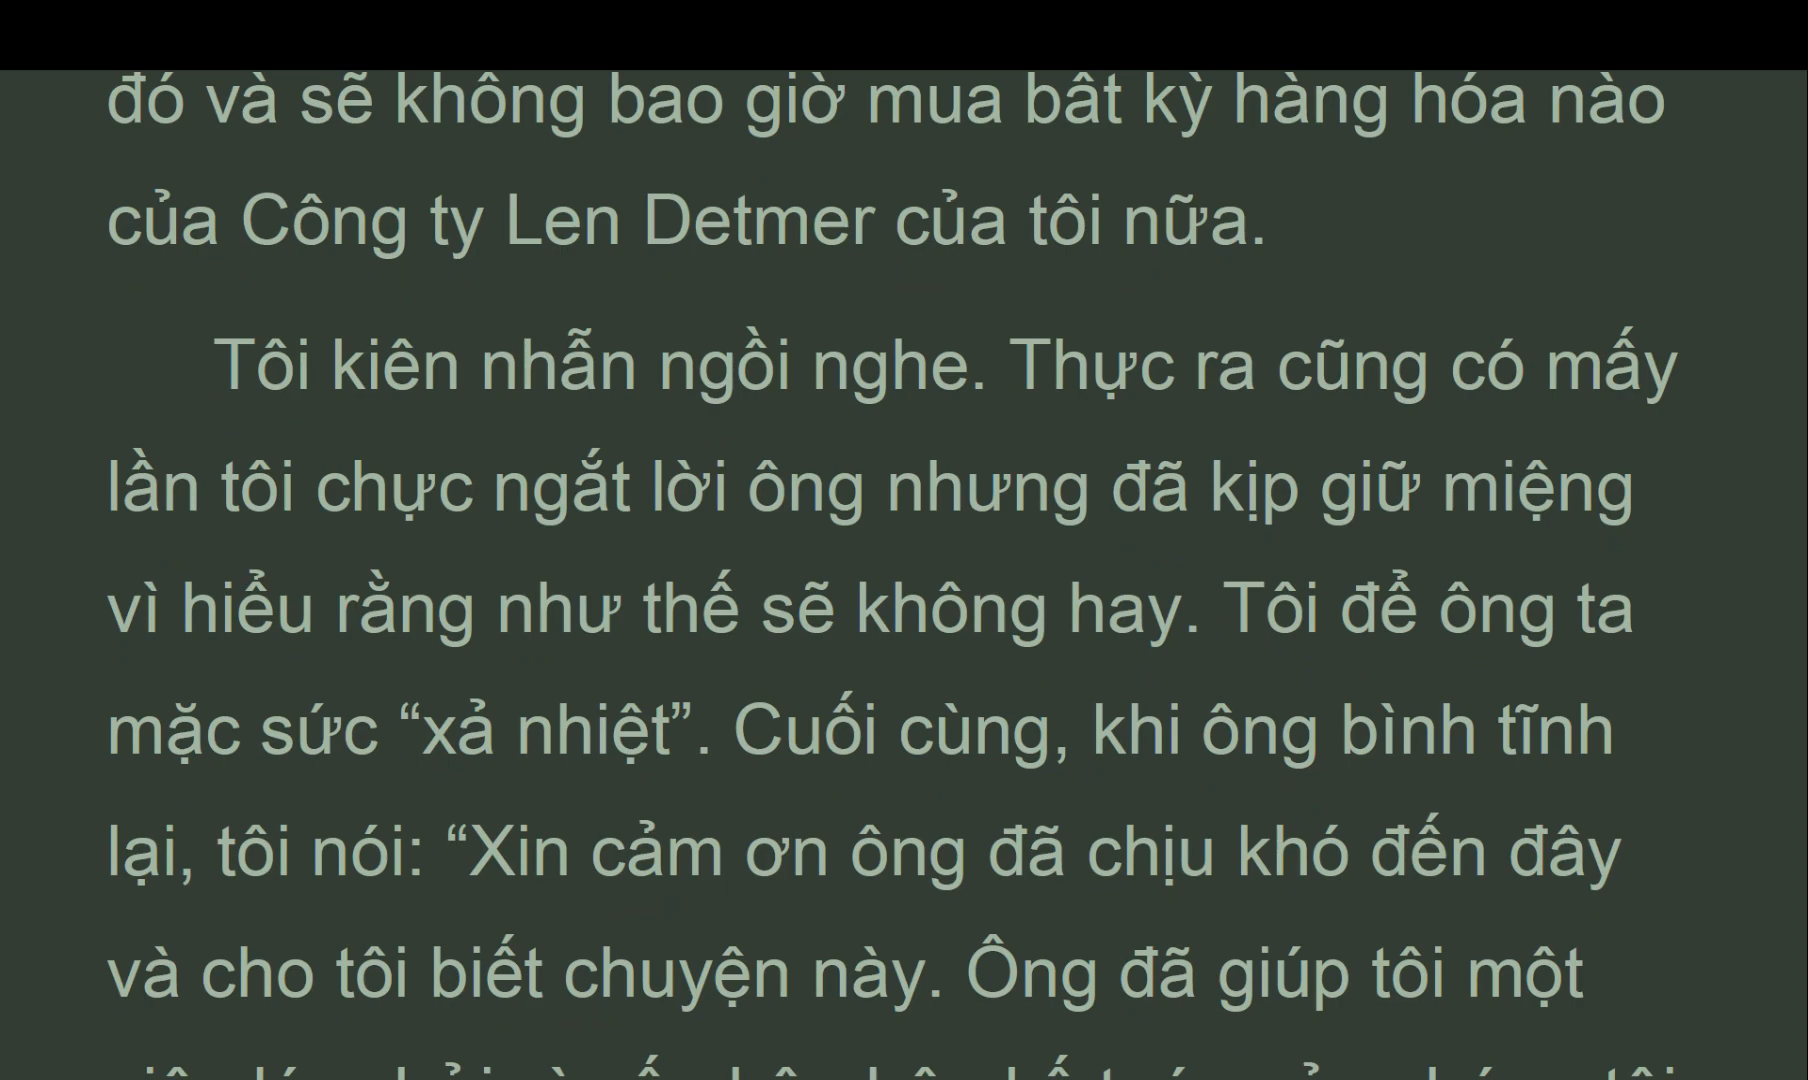 đó và sẽ không bao giờ mua bất kỳ hàng hóa nào
của Công ty Len Detmer của tôi nữa.
Tôi kiên nhẫn ngồi nghe. Thực ra cũng có mấy
lần tôi chực ngắt lời ông nhưng đã kịp giữ miệng
vì hiểu rằng như thế sẽ không hay. Tôi để ông ta
mặc sức “xả nhiệt”. Cuối cùng, khi ông bình tĩnh
lại, tôi nói: “Xin cảm ơn ông đã chịu khó đến đây
và cho tôi biết chuyện này. Ông đã giúp tôi một